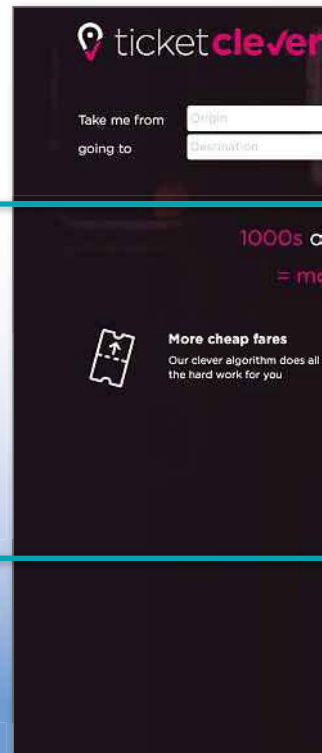 ticketclever
Take me from
Origin
going to
Destination
1000s
=
More cheap fares
Our clever algorithm does all
the hard work for you